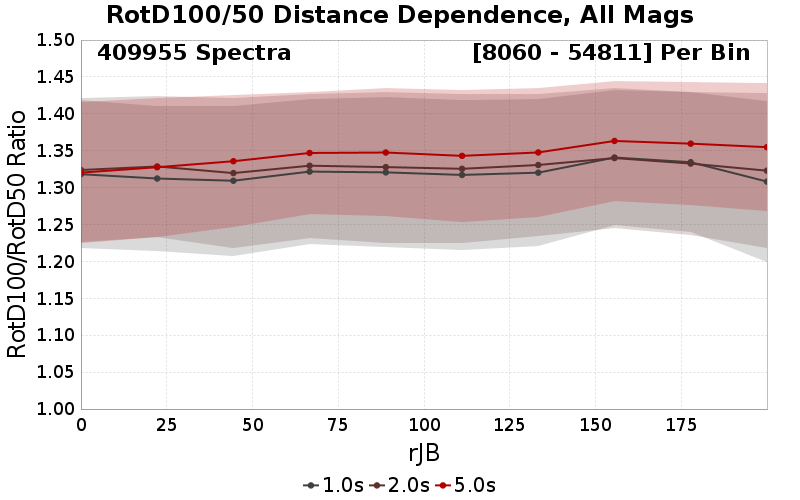 RotD100/50 Distance Dependence, All Mags
409955 Spectra
[8060 - 54811] Per Bin
RotD100/RotD50 Ratio
1.50
1.45
1.40
1.35
1.30
1.25
1.20
1.15
1.10
1.05
1.00
0 25 50 75 100 125 150 175
rJB
1.0s 2.0s 5.0s